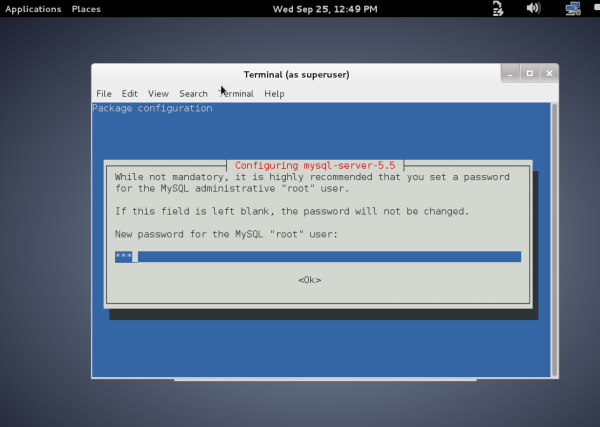 Applications Places Wed Sep 25, 12:49 PM
Terminal (as superuser)
File Edit View Search Terminal Help
Package configuration
Configuring mysql-server-5.5
While not mandatory, it is highly recommended that you set a password
for the MySQL administrative "root" user.
If this field is left blank, the password will not be changed.
New password for the MySQL "root" user:
***
<Ok>